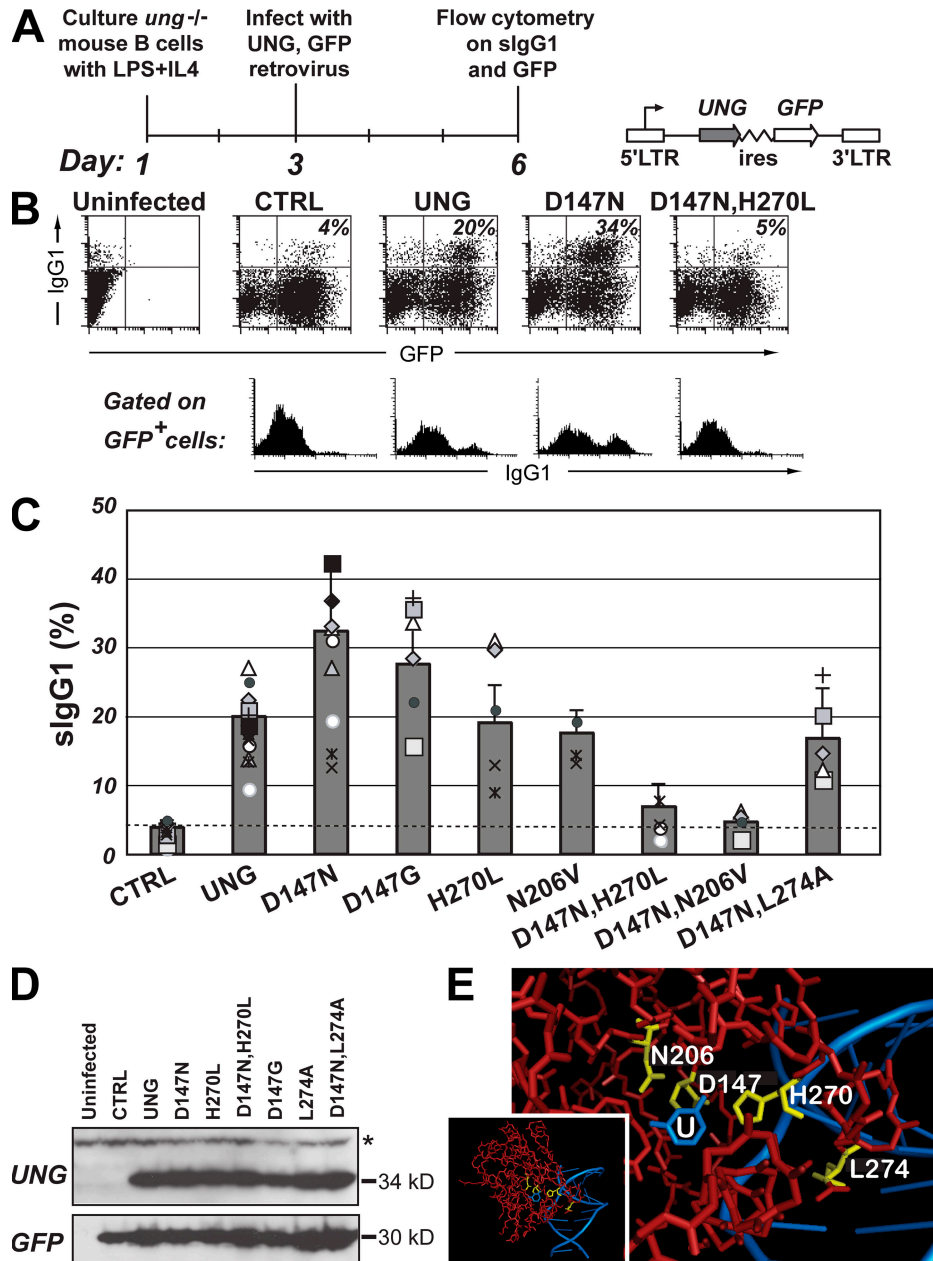 A
Culture ung-/-
mouse B cells
with LPS+IL4
Infect with
UNG, GFP
retrovirus
Flow cytometry
on sIgG1
and GFP
Day: 1 3 6
UNG GFP
5'LTR ires 3'LTR
B
Uninfected CTRL UNG D147N D147N,H270L
4% 20% 34% 5%
IgG1
GFP
Gated on
GFP+ cells:
IgG1
C
sIgG1 (%)
50
40
30
20
10
0
CTRL UNG D147N D147G H270L N206V D147N,H270L D147N,N206V D147N,L274A
D
Uninfected CTRL UNG D147N H270L D147N,H270L D147G L274A D147N,L274A
*
UNG 34 kD
GFP 30 kD
E
N206
D147
H270
U
L274